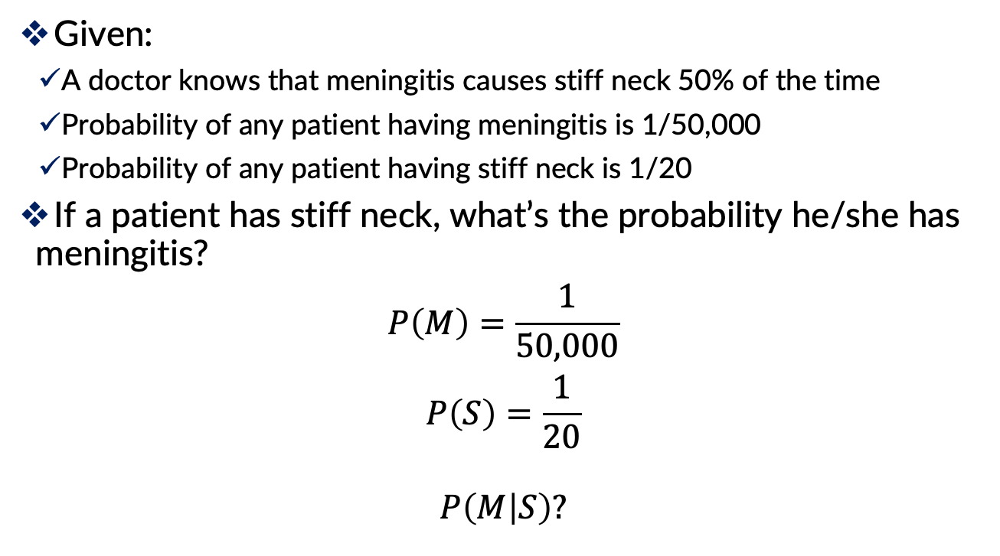 ❖Given:
✓A doctor knows that meningitis causes stiff neck 50% of the time
✓Probability of any patient having meningitis is 1/50,000
✓Probability of any patient having stiff neck is 1/20
❖If a patient has stiff neck, what’s the probability he/she has
meningitis?
P(M) = 1/50,000
P(S) = 1/20
P(M|S)?